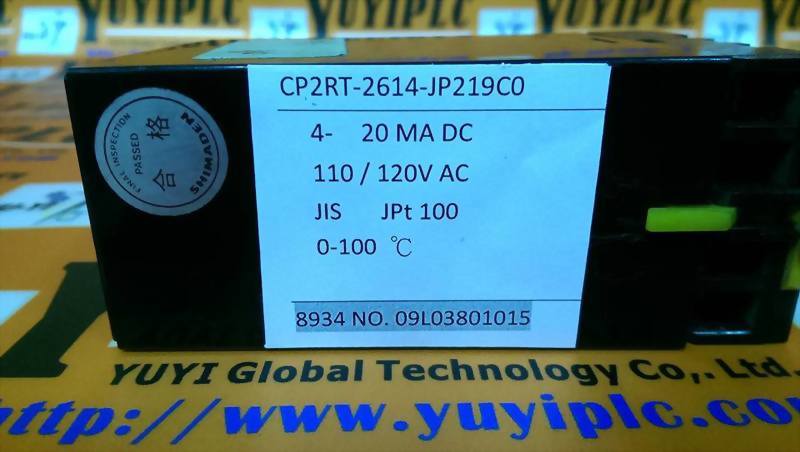 YUYIPLC.COM
CP2RT-2614-JP219C0
4- 20 MA DC
110 / 120V AC
JIS JPt 100
0-100 ℃
8934 NO. 09L03801015
FINAL INSPECTION
PASSED
合格
SHIMADEN
YUYI Global Technology Co,. Ltd.
http://www.yuyiplc.co